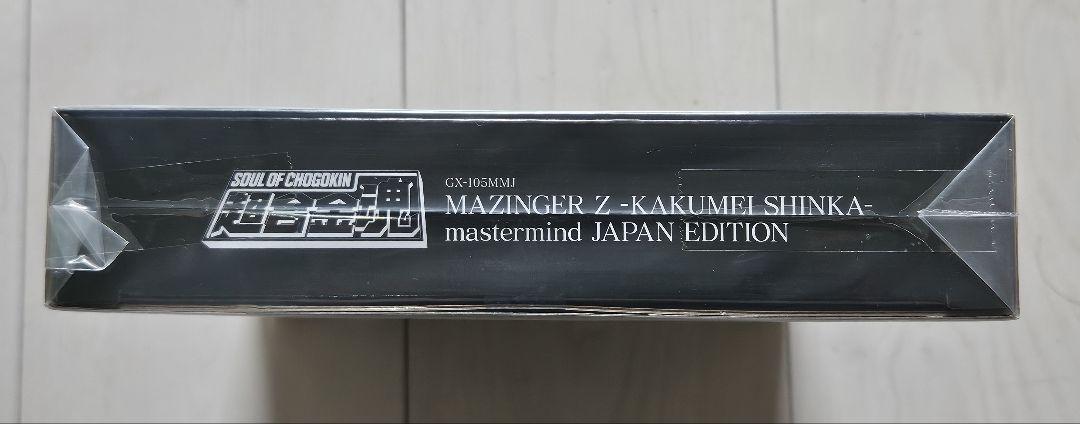 SOUL OF CHOGOKIN
超合金魂
GX-105MMJ
MAZINGER Z -KAKUMEI SHINKA-
mastermind JAPAN EDITION